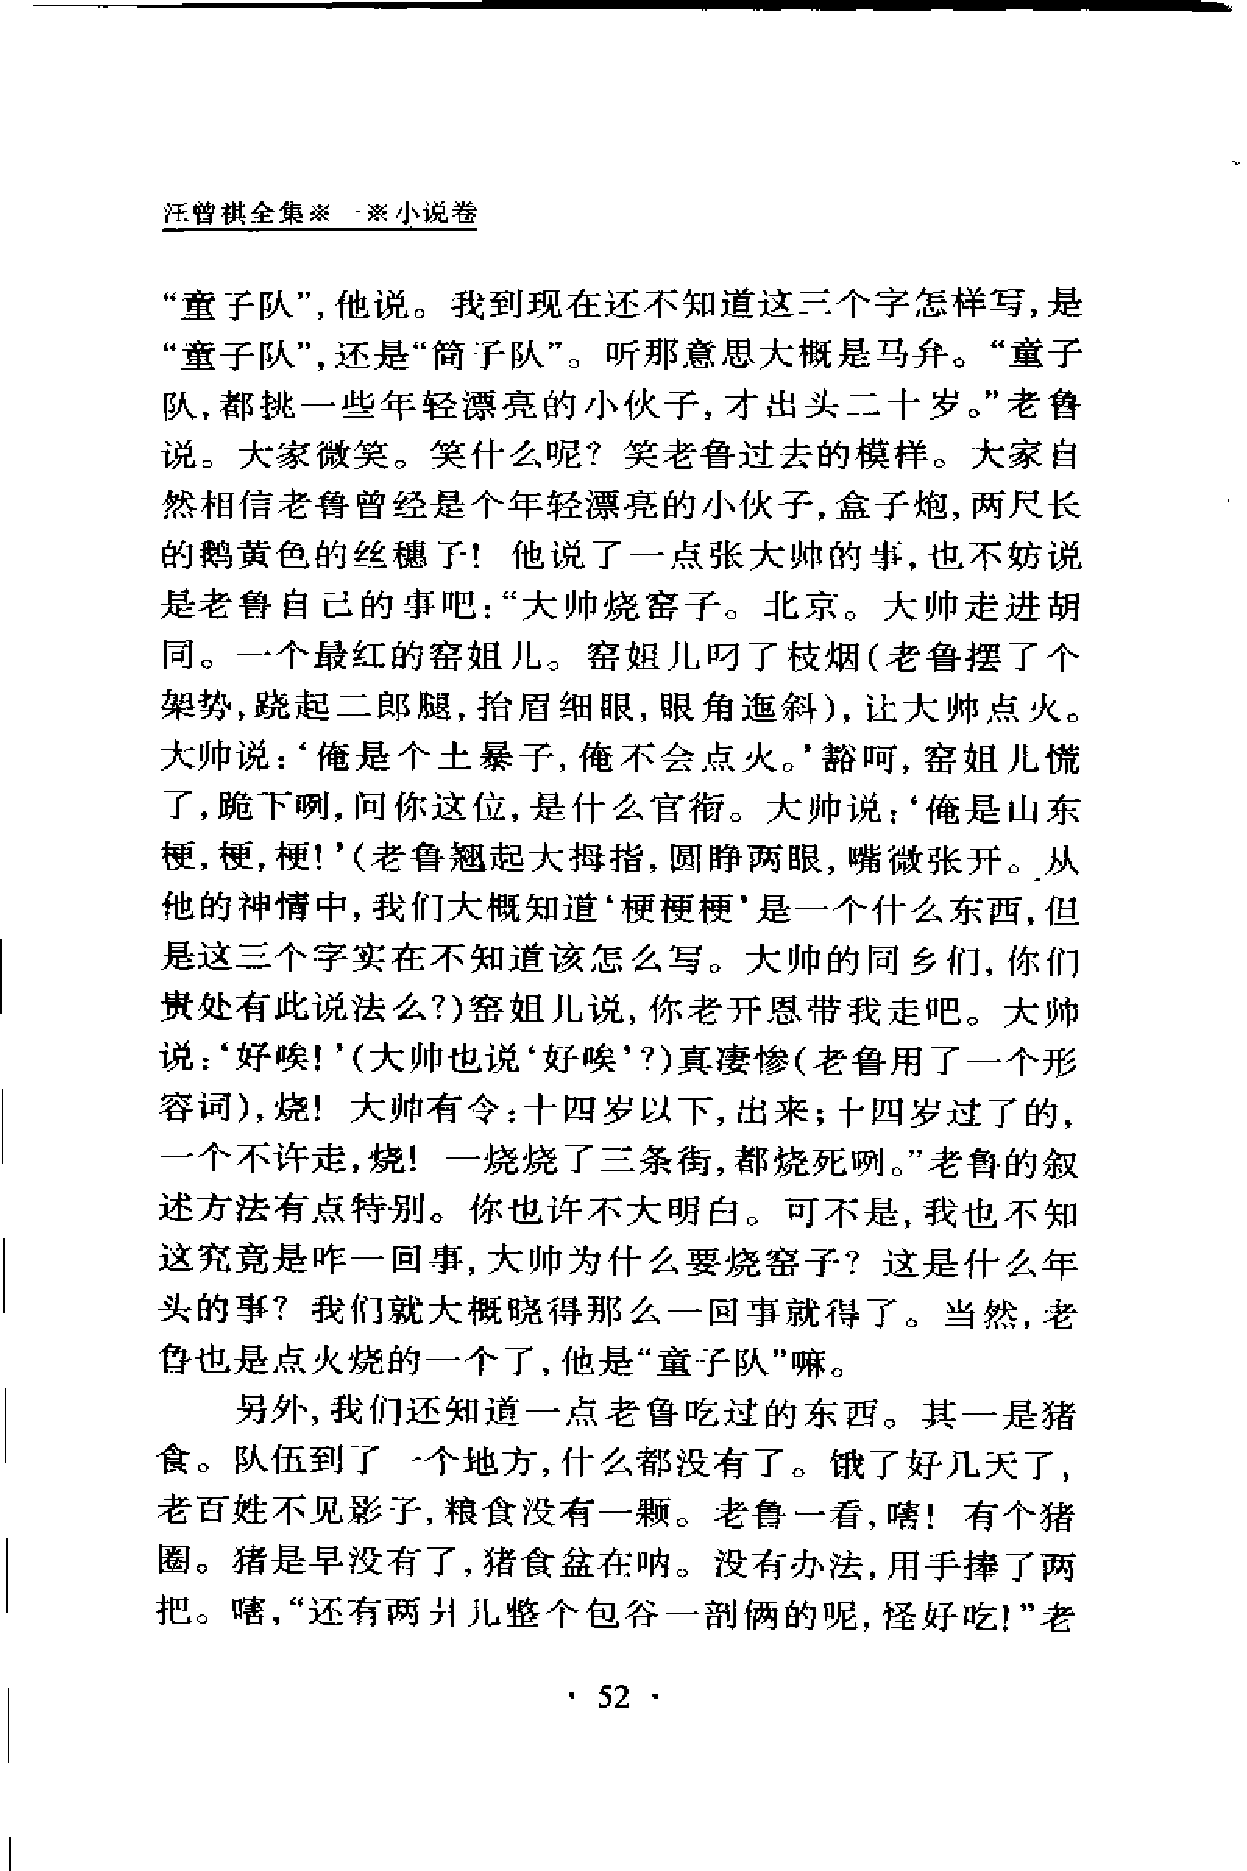 汪曾祺全集※一※小说卷
“童子队”,他说。我到现在还不知道这三个字怎样写,是
“童子队”,还是“筒子队”。听那意思大概是马弁。“童子
队,都挑一些年轻漂亮的小伙子,才出头二十岁。”老鲁
说。大家微笑。笑什么呢?笑老鲁过去的模样。大家自
然相信老鲁曾经是个年轻漂亮的小伙子,盒子炮,两尺长
的鹅黄色的丝穗子!他说了一点张大帅的事,也不妨说
是老鲁自己的事吧:“大帅烧窑子。北京。大帅走进胡
同。一个最红的窑姐儿。窑姐儿叼了枝烟(老鲁摆了个
架势,跷起二郎腿,抬眉细眼,眼角迤斜),让大帅点火。
大帅说:‘俺是个土暴子,俺不会点火。’豁呵,窑姐儿慌
了,跪下咧,问你这位,是什么官衔。大帅说:‘俺是山东
梗,梗,梗!’(老鲁翘起大拇指,圆睁两眼,嘴微张开。从
他的神情中,我们大概知道‘梗梗梗’是一个什么东西,但
是这三个字实在不知道该怎么写。大帅的同乡们,你们
贵处有此说法么?)窑姐儿说,你老开恩带我走吧。大帅
说:‘好唉!’(大帅也说‘好唉’?)真凄惨(老鲁用了一个形
容词),烧!大帅有令:十四岁以下,出来;十四岁过了的,
一个不许走,烧!一烧烧了三条街,都烧死咧。”老鲁的叙
述方法有点特别。你也许不大明白。可不是,我也不知
这究竟是咋一回事,大帅为什么要烧窑子?这是什么年
头的事?我们就大概晓得那么一回事就得了。当然,老
鲁也是点火烧的一个了,他是“童子队”嘛。
另外,我们还知道一点老鲁吃过的东西。其一是猪
食。队伍到了一个地方,什么都没有了。饿了好几天了,
老百姓不见影子,粮食没有一颗。老鲁一看,嗐!有个猪
圈。猪是早没有了,猪食盆在呐。没有办法,用手捧了两
把。嗐,“还有两爿儿整个包谷一剖俩的呢,怪好吃!”老
· 52 ·